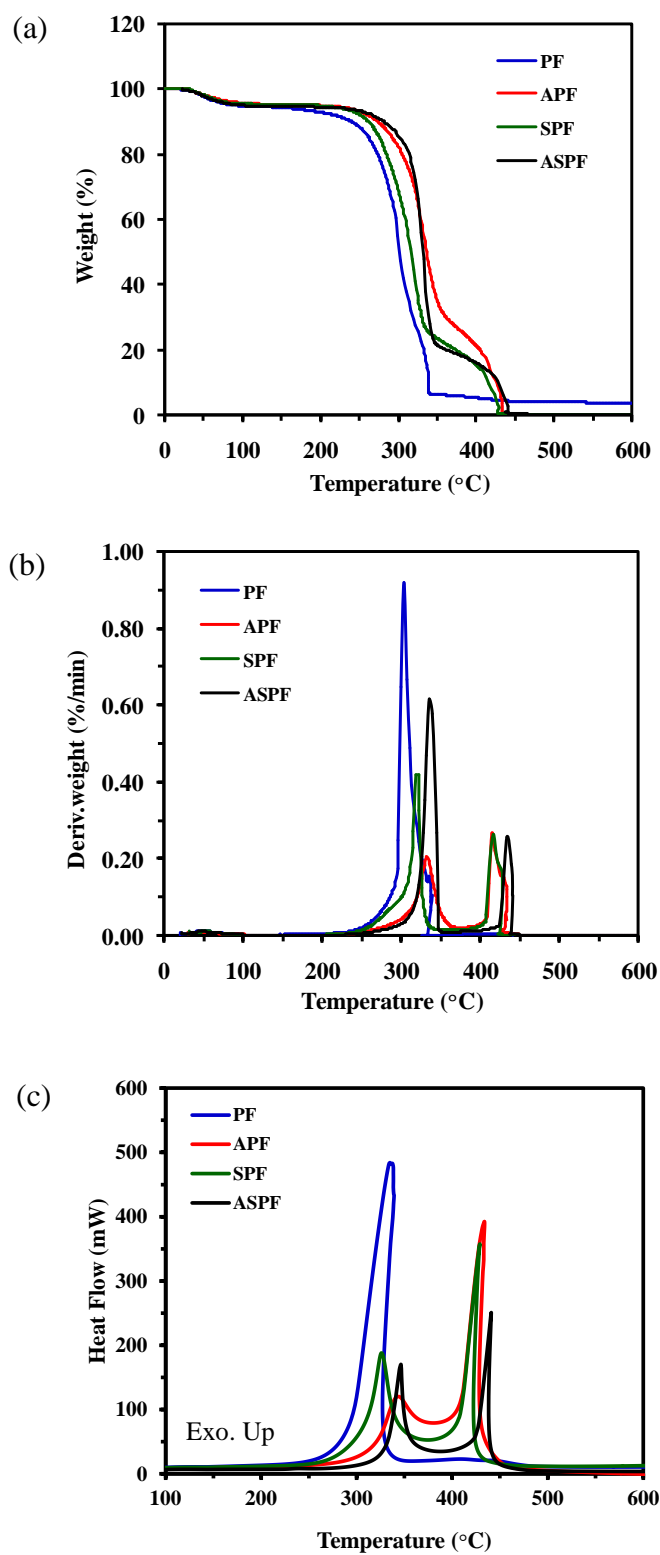 (a)
120
100
80
60
40
20
0
Weight (%)
PF
APF
SPF
ASPF
0 100 200 300 400 500 600
Temperature (°C)
(b)
1.00
0.80
0.60
0.40
0.20
0.00
Deriv.weight (%/min)
PF
APF
SPF
ASPF
0 100 200 300 400 500 600
Temperature (°C)
(c)
600
500
400
300
200
100
0
Heat Flow (mW)
PF
APF
SPF
ASPF
Exo. Up
100 200 300 400 500 600
Temperature (°C)